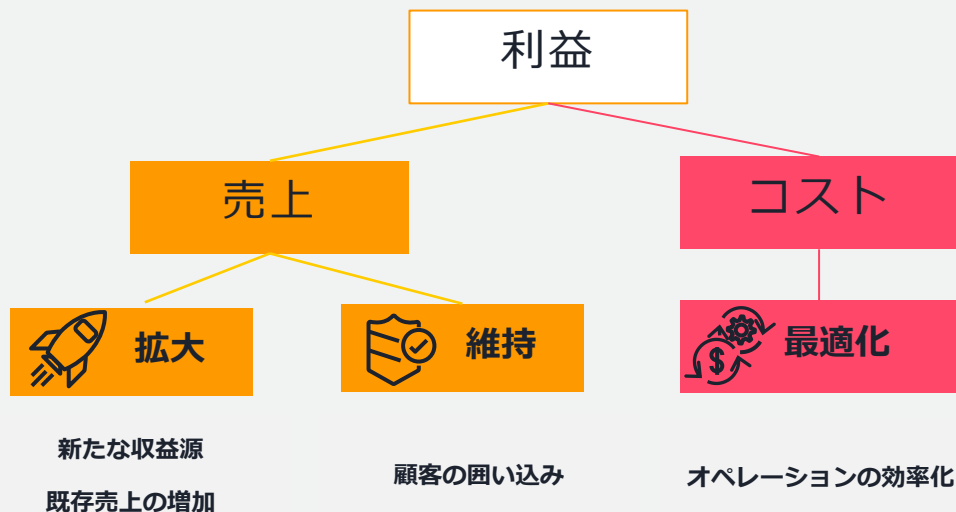 利益
売上
コスト
拡大
維持
$
最適化
新たな収益源
既存売上の増加
顧客の囲い込み
オペレーションの効率化